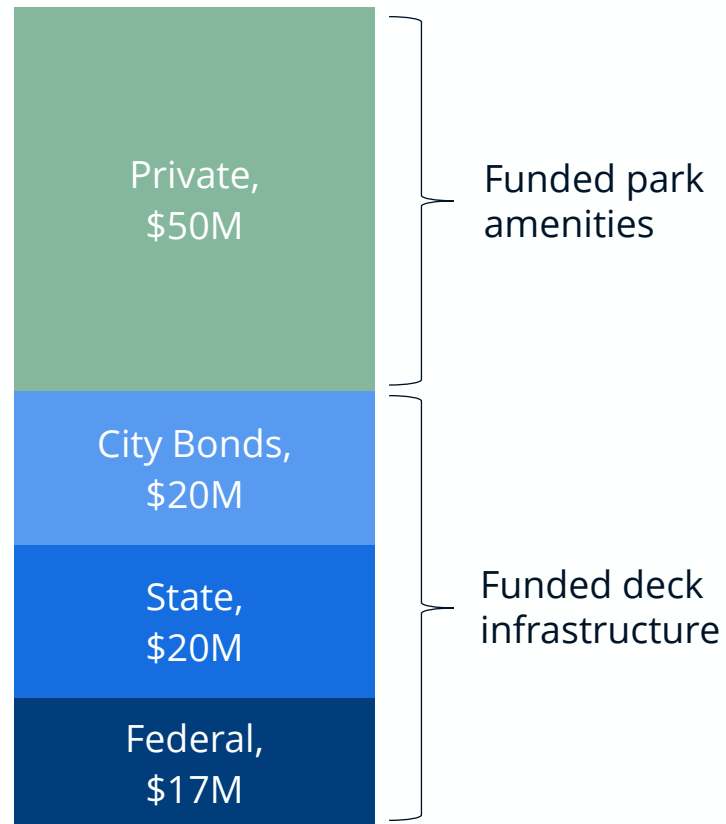 Private,
$50M
Funded park
amenities
City Bonds,
$20M
State,
$20M
Funded deck
infrastructure
Federal,
$17M